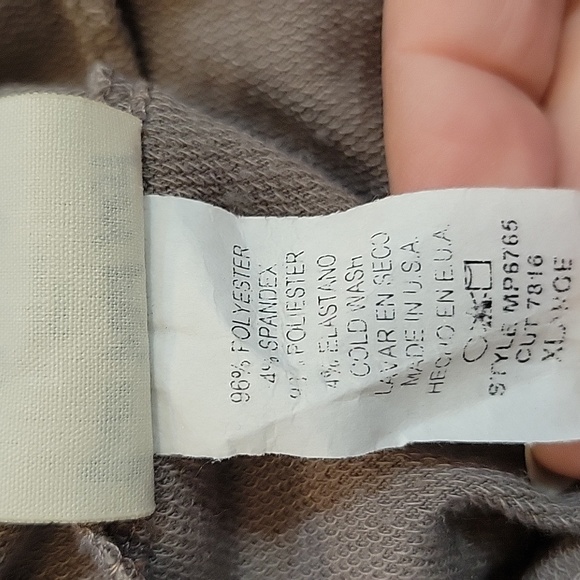 96% POLYESTER
4% SPANDEX
POLIESTER
4% ELASTANO
COLD WASH
LAVAR EN SECO
MADE IN U.S.A.
HECHO EN E.U.A.
STYLE MP6765
CUT 7816
XLARGE